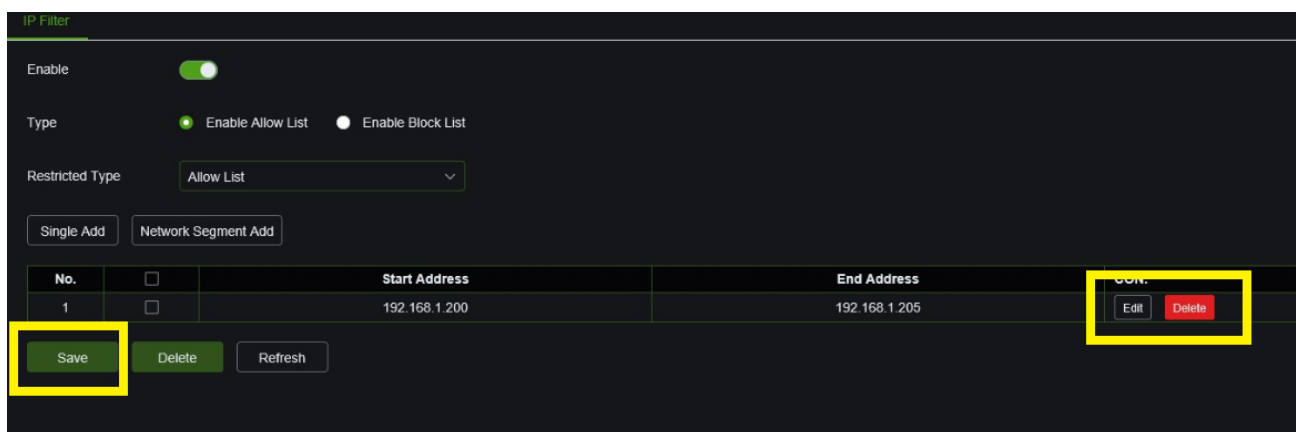 IP Filter
Enable
Type Enable Allow List Enable Block List
Restricted Type Allow List
Single Add Network Segment Add
No. Start Address End Address CON.
1 192.168.1.200 192.168.1.205 Edit Delete
Save Delete Refresh